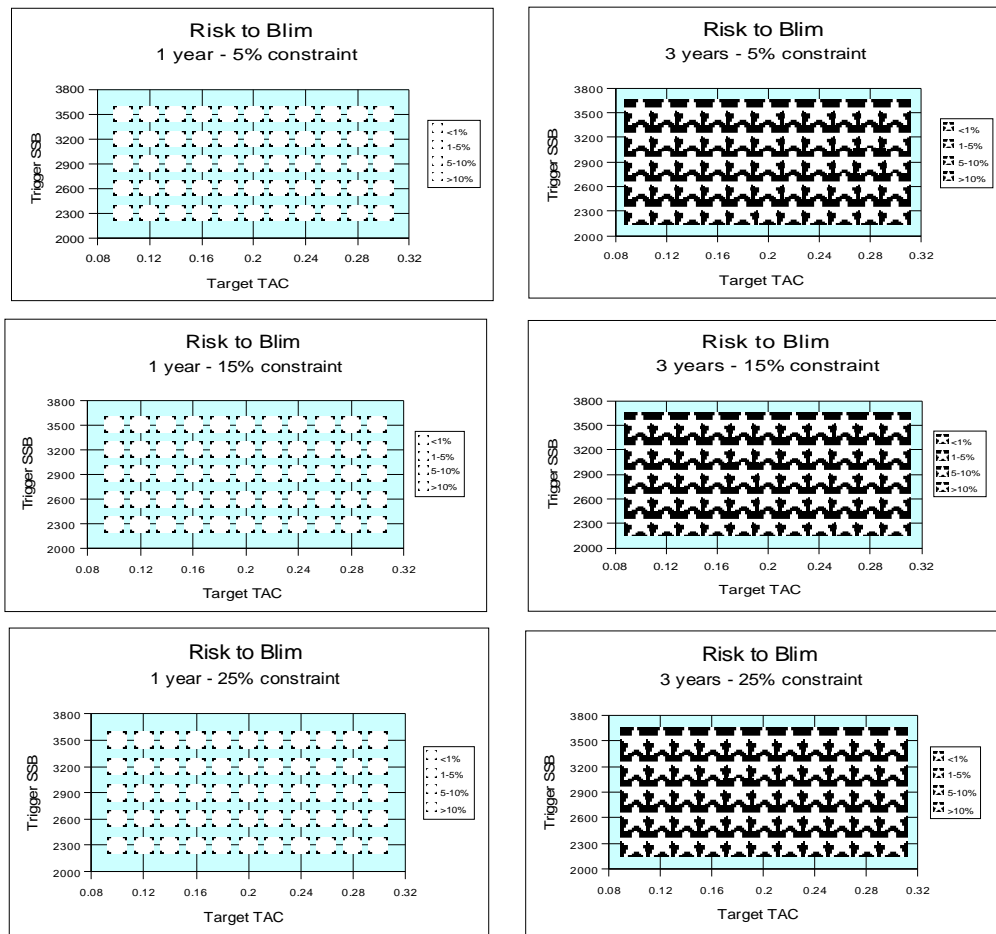 Risk to Blim
1 year - 5% constraint
Trigger SSB
3800
3500
3200
2900
2600
2300
2000
0.08 0.12 0.16 0.2 0.24 0.28 0.32
Target TAC
<1%
1-5%
5-10%
>10%
Risk to Blim
3 years - 5% constraint
Trigger SSB
3800
3500
3200
2900
2600
2300
2000
0.08 0.12 0.16 0.2 0.24 0.28 0.32
Target TAC
<1%
1-5%
5-10%
>10%
Risk to Blim
1 year - 15% constraint
Trigger SSB
3800
3500
3200
2900
2600
2300
2000
0.08 0.12 0.16 0.2 0.24 0.28 0.32
Target TAC
<1%
1-5%
5-10%
>10%
Risk to Blim
3 years - 15% constraint
Trigger SSB
3800
3500
3200
2900
2600
2300
2000
0.08 0.12 0.16 0.2 0.24 0.28 0.32
Target TAC
<1%
1-5%
5-10%
>10%
Risk to Blim
1 year - 25% constraint
Trigger SSB
3800
3500
3200
2900
2600
2300
2000
0.08 0.12 0.16 0.2 0.24 0.28 0.32
Target TAC
<1%
1-5%
5-10%
>10%
Risk to Blim
3 years - 25% constraint
Trigger SSB
3800
3500
3200
2900
2600
2300
2000
0.08 0.12 0.16 0.2 0.24 0.28 0.32
Target TAC
<1%
1-5%
5-10%
>10%